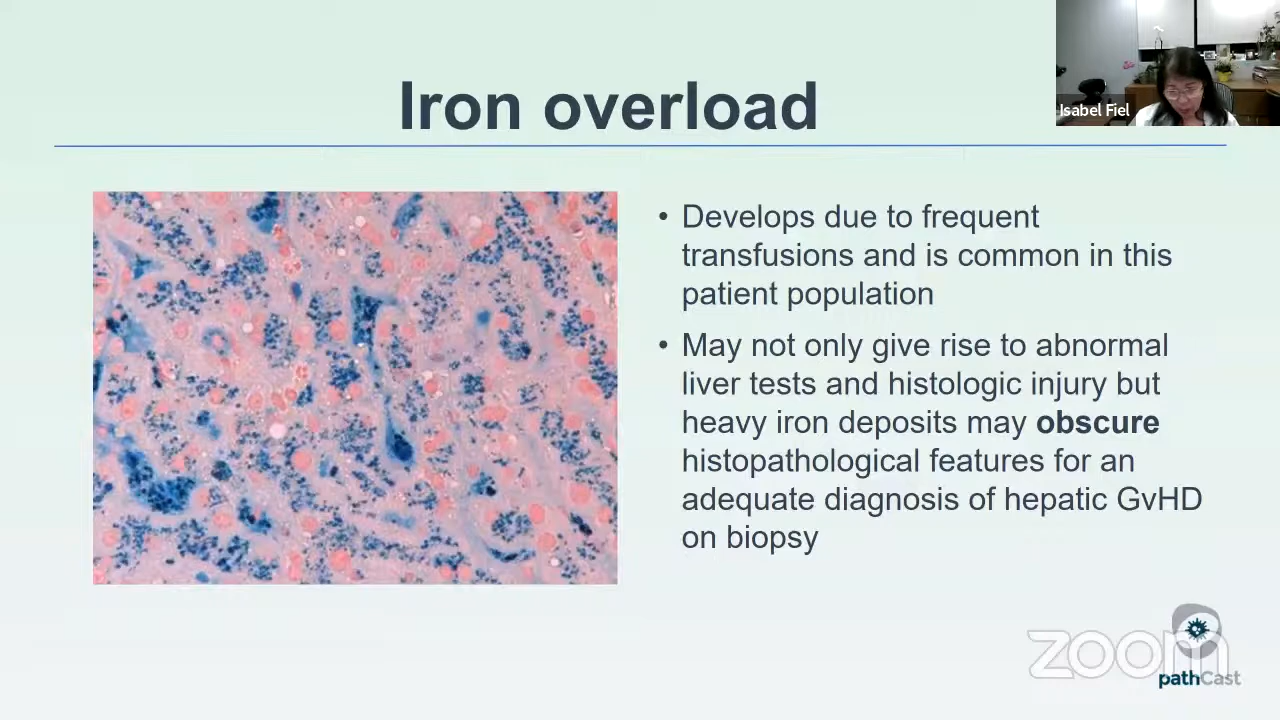 Iron overload
Isabel Fiel
• Develops due to frequent
transfusions and is common in this
patient population
• May not only give rise to abnormal
liver tests and histologic injury but
heavy iron deposits may obscure
histopathological features for an
adequate diagnosis of hepatic GvHD
on biopsy
zoom
pathCast